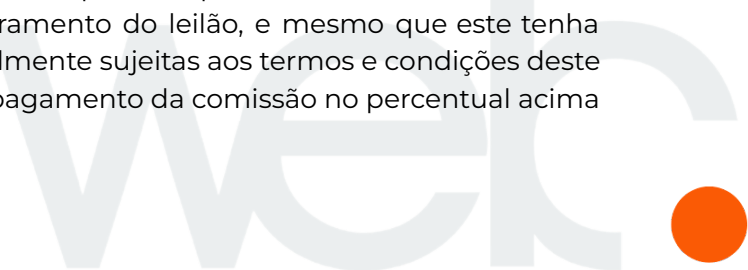 ramento do leilão, e mesmo que este tenha
lmente sujeitas aos termos e condições deste
pagamento da comissão no percentual acima
web